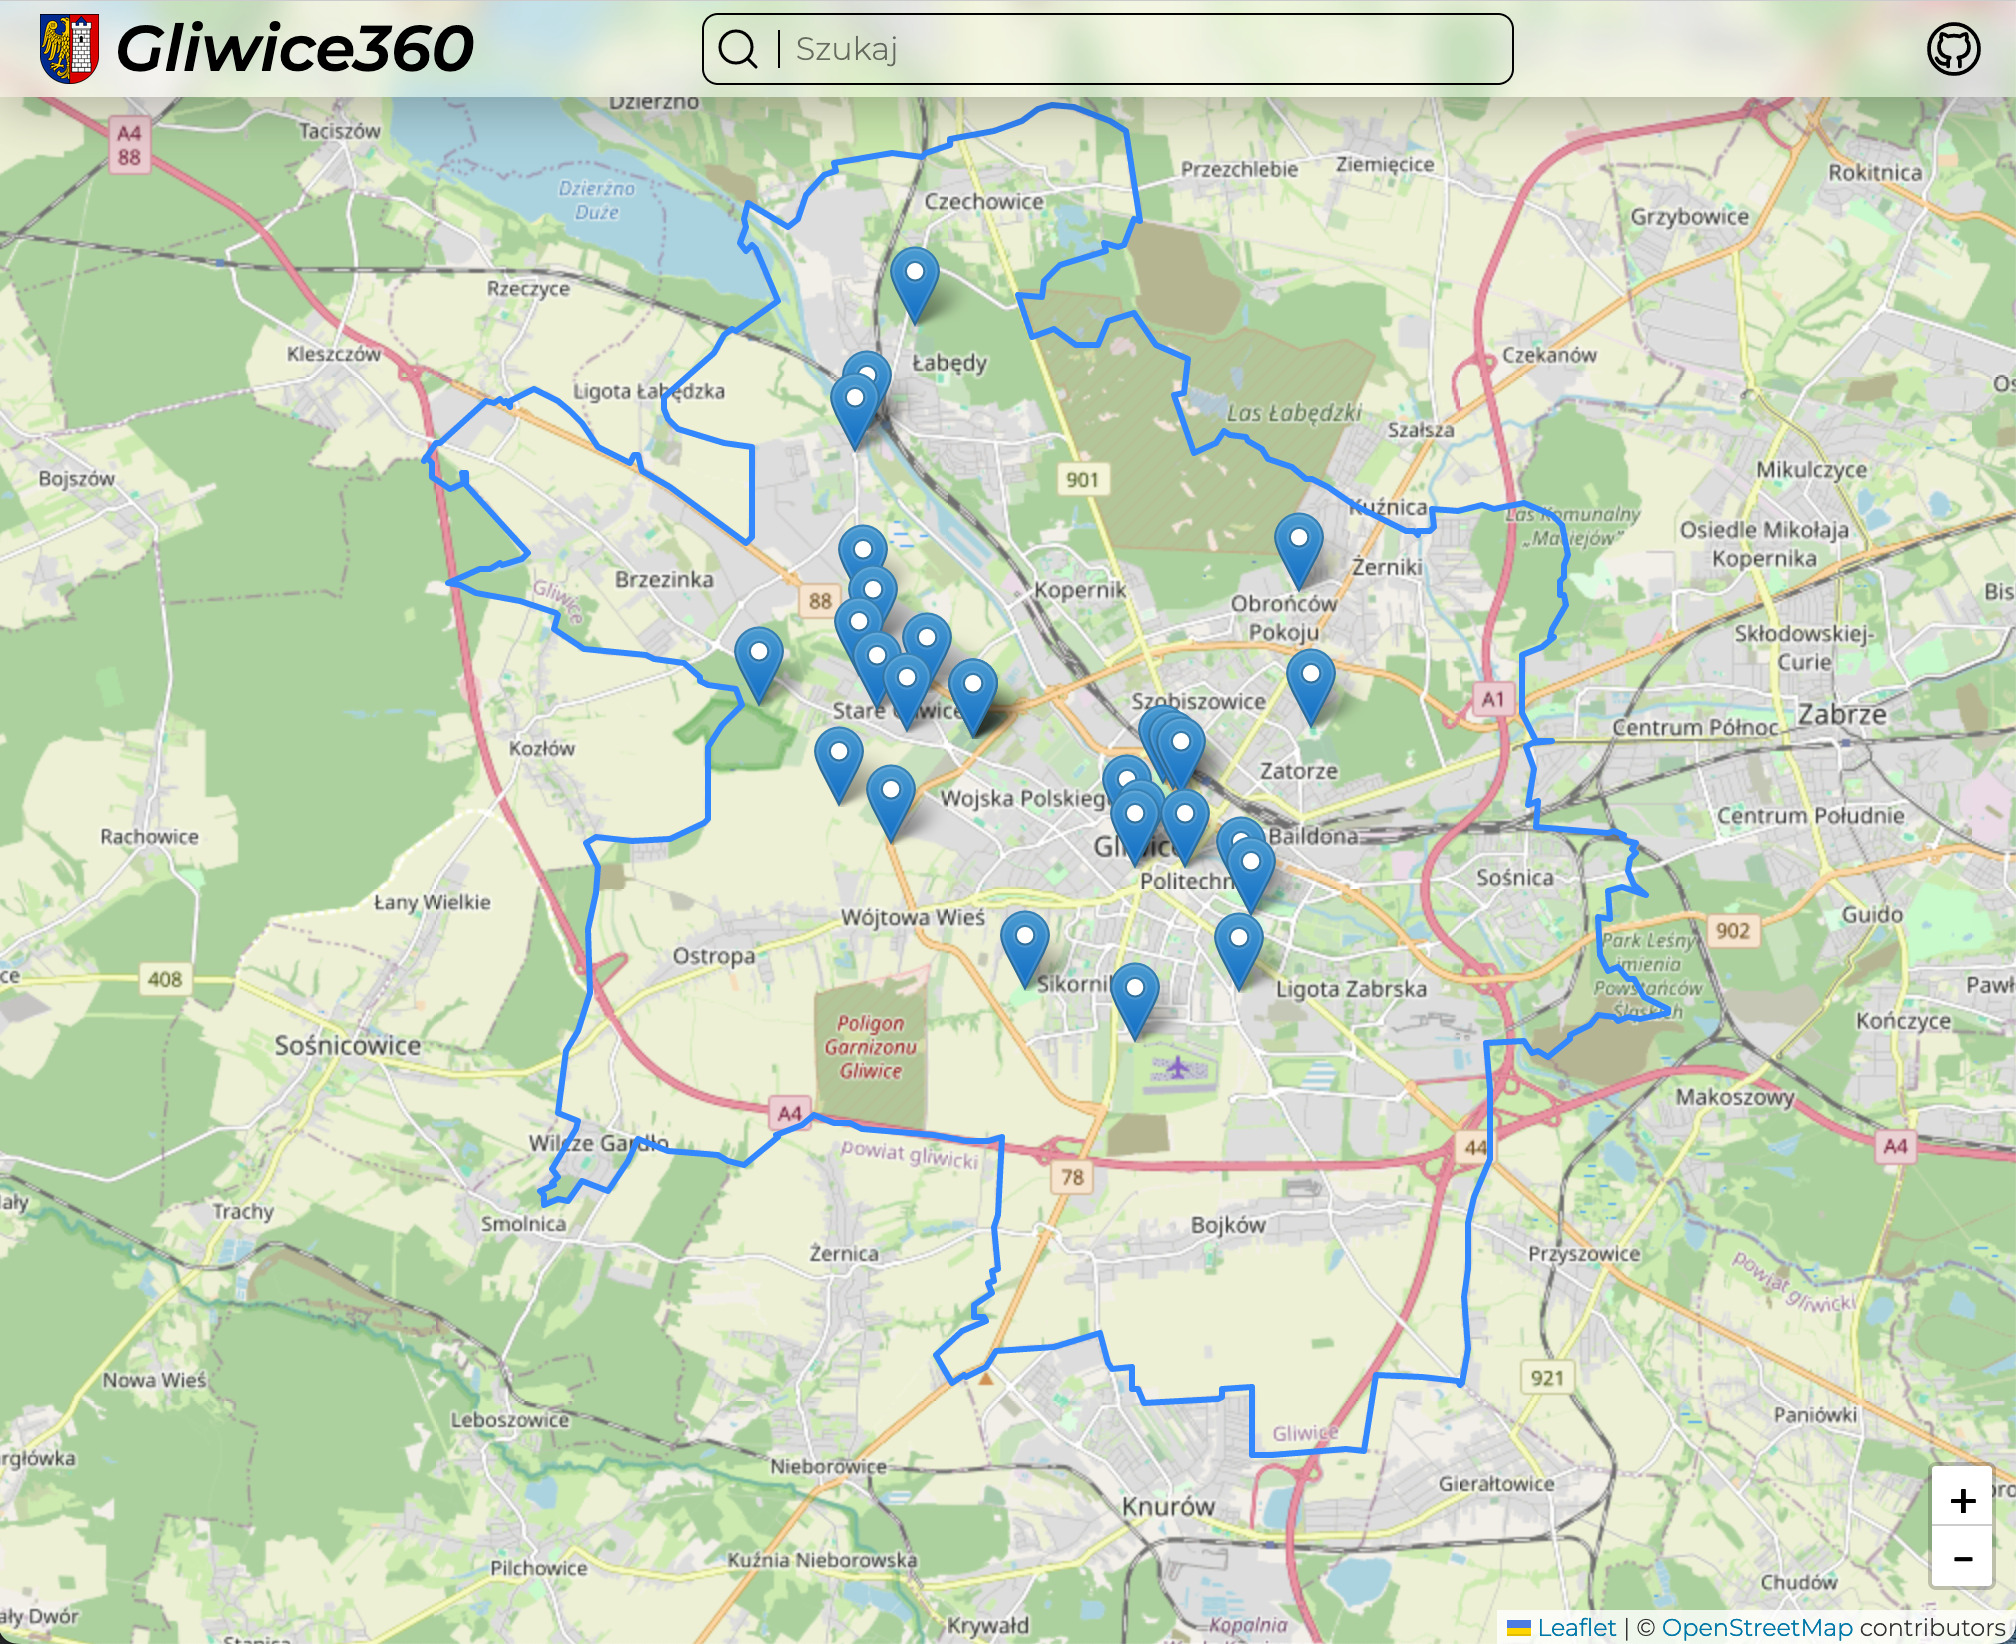 Gliwice360
Szukaj
Dzierżno
A4
88
Taciszów
Dzierżno
Duże
Czechowice
Przezchlebie
Ziemięcice
Rokitnica
Grzybowice
Rzeczyce
Kleszczów
Ligota Łabędzka
Łabędy
Las Łabędzki
Czekanów
Szałsza
Bojszów
901
Kuźnica
Las Komunalny
„Maciejów”
Mikulczyce
Osiedle Mikołaja
Kopernika
Brzezinka
Gliwice
88
Kopernik
Żerniki
Obrońców
Pokoju
Skłodowskiej-
Curie
Stare Gliwice
Szobiszowice
A1
Centrum Północ
Zabrze
Kozłów
Zatorze
Wojska Polskiego
Rachowice
Gliwice
Baildona
Centrum Południe
Politechn
Sośnica
Łany Wielkie
Wójtowa Wieś
Guido
902
Park Leśny
imienia
Powstańców
Śląskich
Ostropa
408
Sikornik
Ligota Zabrska
Kończyce
Poligon
Garnizonu
Gliwice
Sośnicowice
A4
Makoszowy
Wilcze Gardło
powiat gliwicki
44
A4
78
Trachy
Smolnica
Żernica
Bojków
Przyszowice
powiat gliwicki
Nowa Wieś
921
Leboszowice
Gliwice
Paniówki
Nieborowice
Gierałtowice
Knurów
+
−
Kuźnia Nieborowska
Pilchowice
Chudów
Krywałd
Kopalnia
Leaflet | © OpenStreetMap contributors